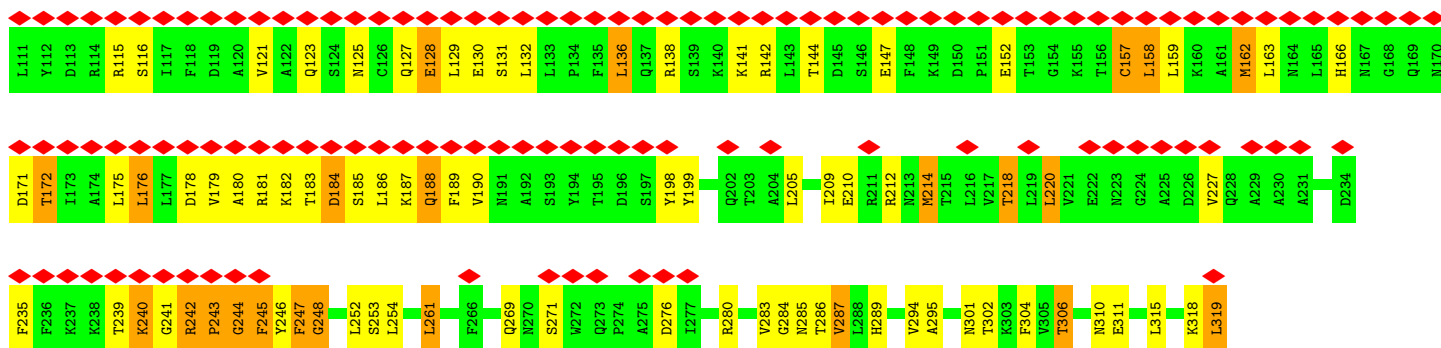 L111 Y112 D113 R114 R115 S116 I117 F118 D119 A120 V121 A122 Q123 S124 N125 C126 Q127 E128 L129 E130 S131 L132 L133 P134 F135 L136 Q137 R138 S139 K140 K141 R142 L143 T144 D145 S146 E147 F148 K149 D150 P151 E152 T153 G154 K155 T156 C157 L158 L159 K160 A161 M162 L163 N164 L165 H166 N167 G168 Q169 N170
D171 T172 I173 A174 L175 L176 L177 D178 V179 A180 R181 K182 T183 D184 S185 L186 K187 Q188 F189 V190 N191 A192 S193 Y194 T195 D196 S197 Y198 Y199 Q202 T203 A204 L205 I209 E210 R211 R212 N213 M214 T215 L216 V217 T218 L219 L220 V221 E222 N223 G224 A225 D226 V227 Q228 A229 A230 A231 D234
F235 F236 K237 K238 T239 K240 G241 R242 P243 G244 F245 Y246 F247 G248 L252 S253 L254 L261 F266 Q269 N270 S271 W272 Q273 P274 A275 D276 I277 R280 V283 G284 N285 T286 V287 L288 H289 V294 A295 N301 T302 K303 F304 V305 T306 N310 E311 L315 K318 L319